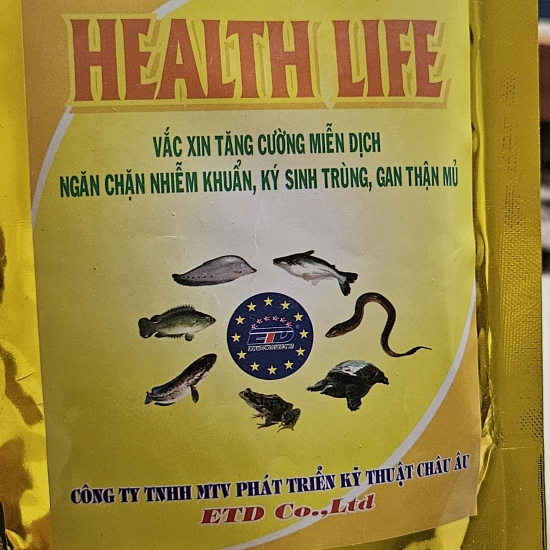 HEALTH LIFE
VẮC XIN TĂNG CƯỜNG MIỄN DỊCH
NGĂN CHẶN NHIỄM KHUẨN, KÝ SINH TRÙNG, GAN THẬN MỦ
ETD
CÔNG TY TNHH MTV PHÁT TRIỂN KỸ THUẬT CHÂU ÂU
ETD Co.,Ltd